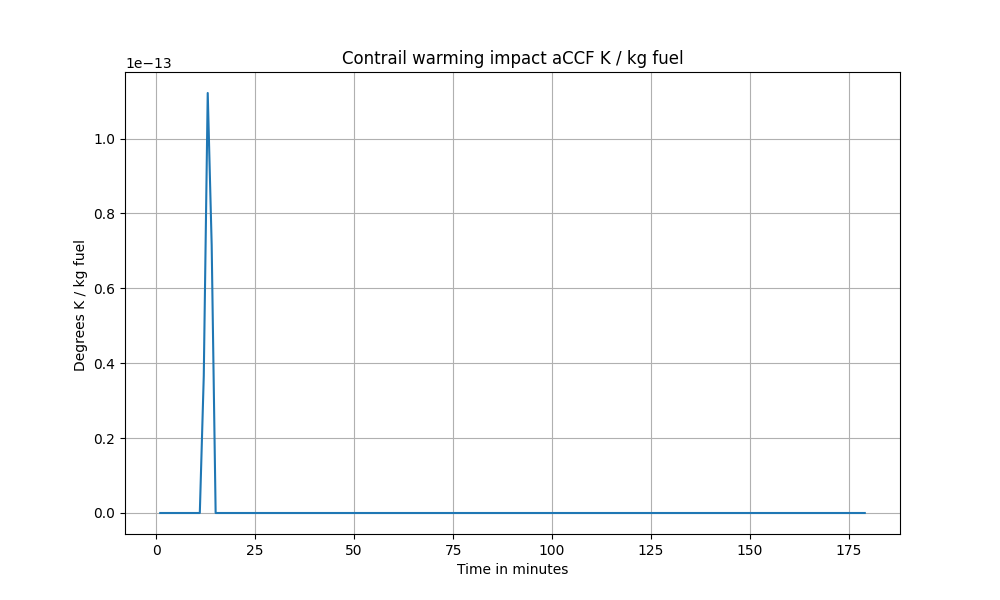 Contrail warming impact aCCF K / kg fuel
1e−13
1.0
0.8
0.6
0.4
0.2
0.0
Degrees K / kg fuel
0 25 50 75 100 125 150 175
Time in minutes